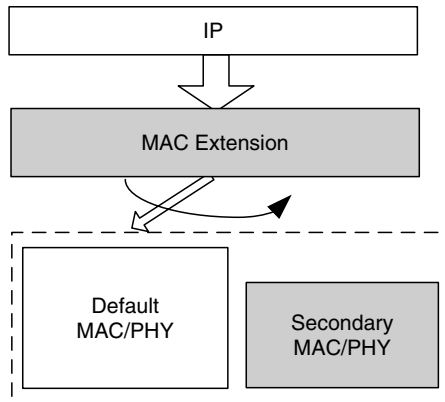 IP
MAC Extension
Default
MAC/PHY
Secondary
MAC/PHY